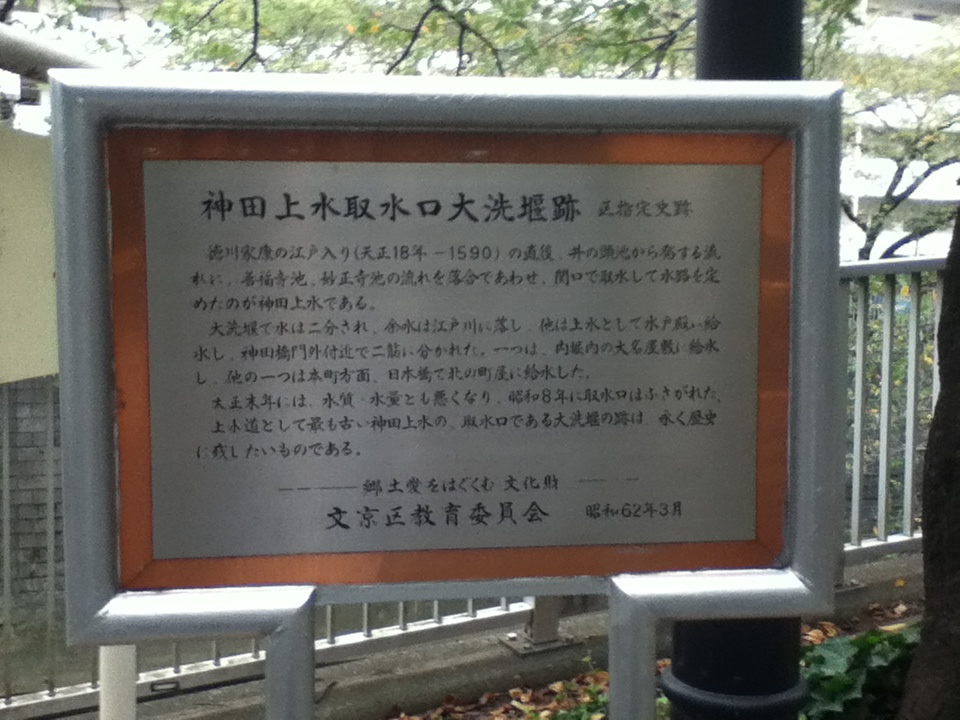 神田上水取水口大洗堰跡 区指定史跡
徳川家康の江戸入り(天正18年－1590)の直後、井の頭池から発する流
れに、善福寺池、妙正寺池の流れを落合であわせ、関口で取水して水路を定
めたのが神田上水である。
大洗堰で水は二分され、余水は江戸川に落し、他は上水として水戸殿に給
水し、神田橋門外付近で二筋に分かれた。一つは、内堀内の大名屋敷に給水
し、他の一つは本町方面、日本橋で北の町屋に給水した。
大正末年には、水質・水量とも悪くなり、昭和8年に取水口はふさがれた。
上水道として最も古い神田上水の、取水口である大洗堰の跡は、永く歴史
に残したいものである。
－－－－郷土愛をはぐくむ 文化財－－－
文京区教育委員会 昭和62年3月